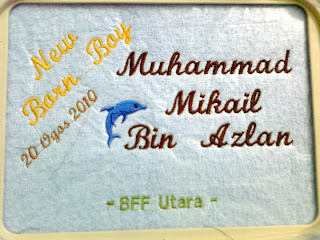 New
Born Boy
20 Ogos 2010
Muhammad
Mikail
Bin Azlan
- BFF Utara -